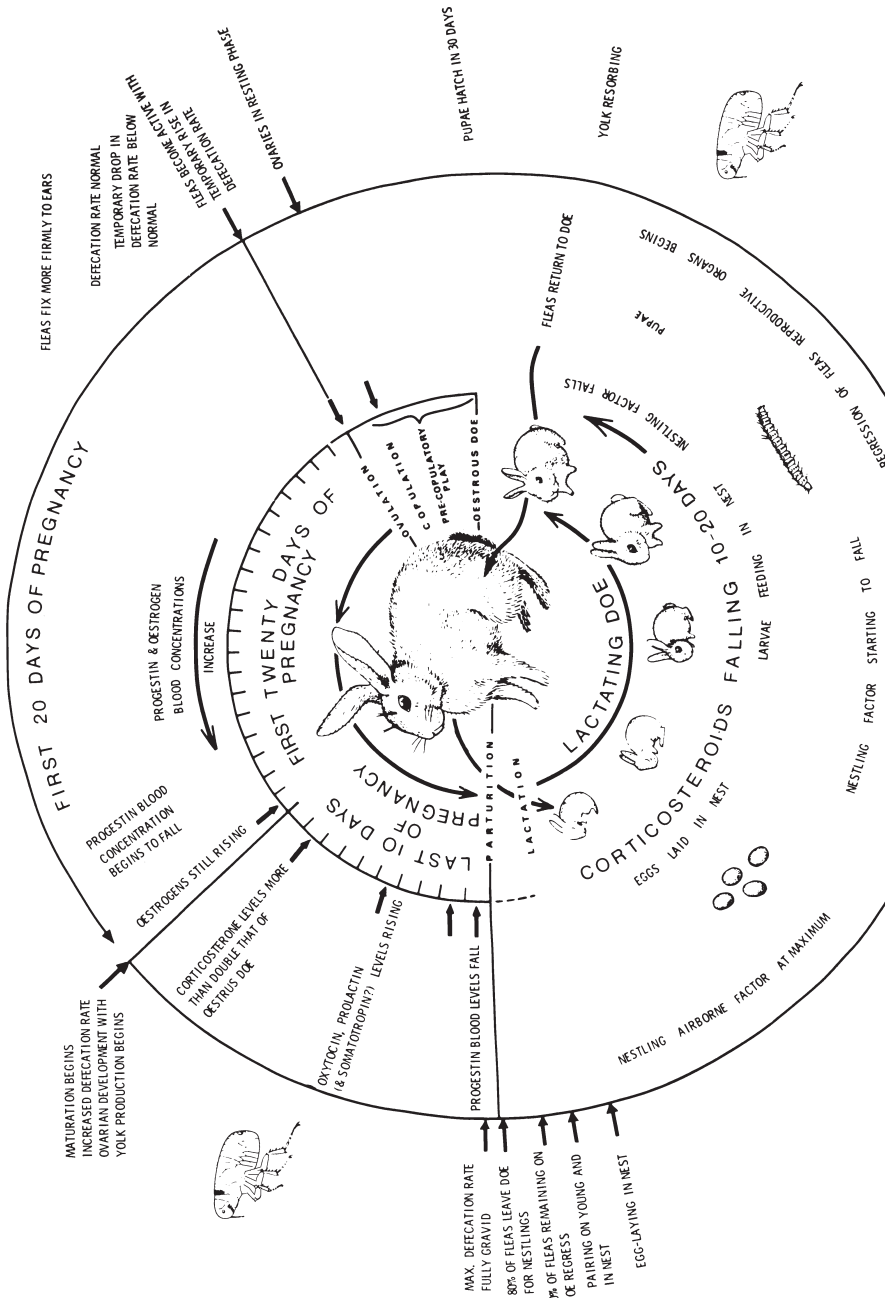 FLEAS FIX MORE FIRMLY TO EARS
DEFECATION RATE NORMAL
TEMPORARY DROP IN
DEFECATION RATE BELOW
NORMAL
FLEAS BECOME ACTIVE WITH
TEMPORARY RISE IN
DEFECATION RATE
OVARIES IN RESTING PHASE
PUPAE HATCH IN 30 DAYS
YOLK RESORBING
FIRST 20 DAYS OF PREGNANCY
PROGESTIN & OESTROGEN
BLOOD CONCENTRATIONS
INCREASE
FIRST TWENTY DAYS OF
PREGNANCY
OVULATION
COPULATION
PRE-COPULATORY
PLAY
OESTROUS DOE
FLEAS RETURN TO DOE
NESTLING FACTOR FALLS
PUPAE
REGRESSION OF FLEAS REPRODUCTIVE ORGANS BEGINS
PROGESTIN BLOOD
CONCENTRATION
BEGINS TO FALL
OESTROGENS STILL RISING
MATURATION BEGINS
INCREASED DEFECATION RATE
OVARIAN DEVELOPMENT WITH
YOLK PRODUCTION BEGINS
CORTICOSTERONE LEVELS MORE
THAN DOUBLE THAT OF
OESTRUS DOE
OXYTOCIN, PROLACTIN
(& SOMATOTROPIN?) LEVELS RISING
PROGESTIN BLOOD LEVELS FALL
LAST 10 DAYS
OF
PREGNANCY
PARTURITION
LACTATION
LACTATING DOE
CORTICOSTEROIDS FALLING 10-20 DAYS
EGGS LAID IN NEST
LARVAE FEEDING IN NEST
NESTLING FACTOR STARTING TO FALL
NESTLING AIRBORNE FACTOR AT MAXIMUM
MAX. DEFECATION RATE
FULLY GRAVID
80% OF FLEAS LEAVE DOE
FOR NESTLINGS
% OF FLEAS REMAINING ON
OE REGRESS
PAIRING ON YOUNG AND
IN NEST
EGG-LAYING IN NEST